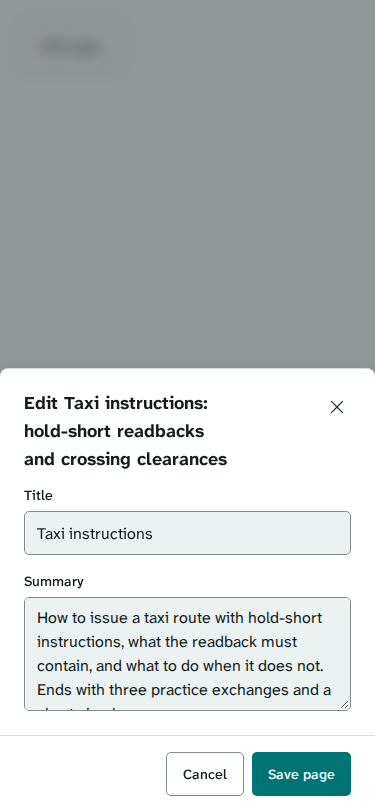 Edit Taxi instructions:
hold-short readbacks
and crossing clearances
Title
Taxi instructions
Summary
How to issue a taxi route with hold-short
instructions, what the readback must
contain, and what to do when it does not.
Ends with three practice exchanges and a
Cancel
Save page